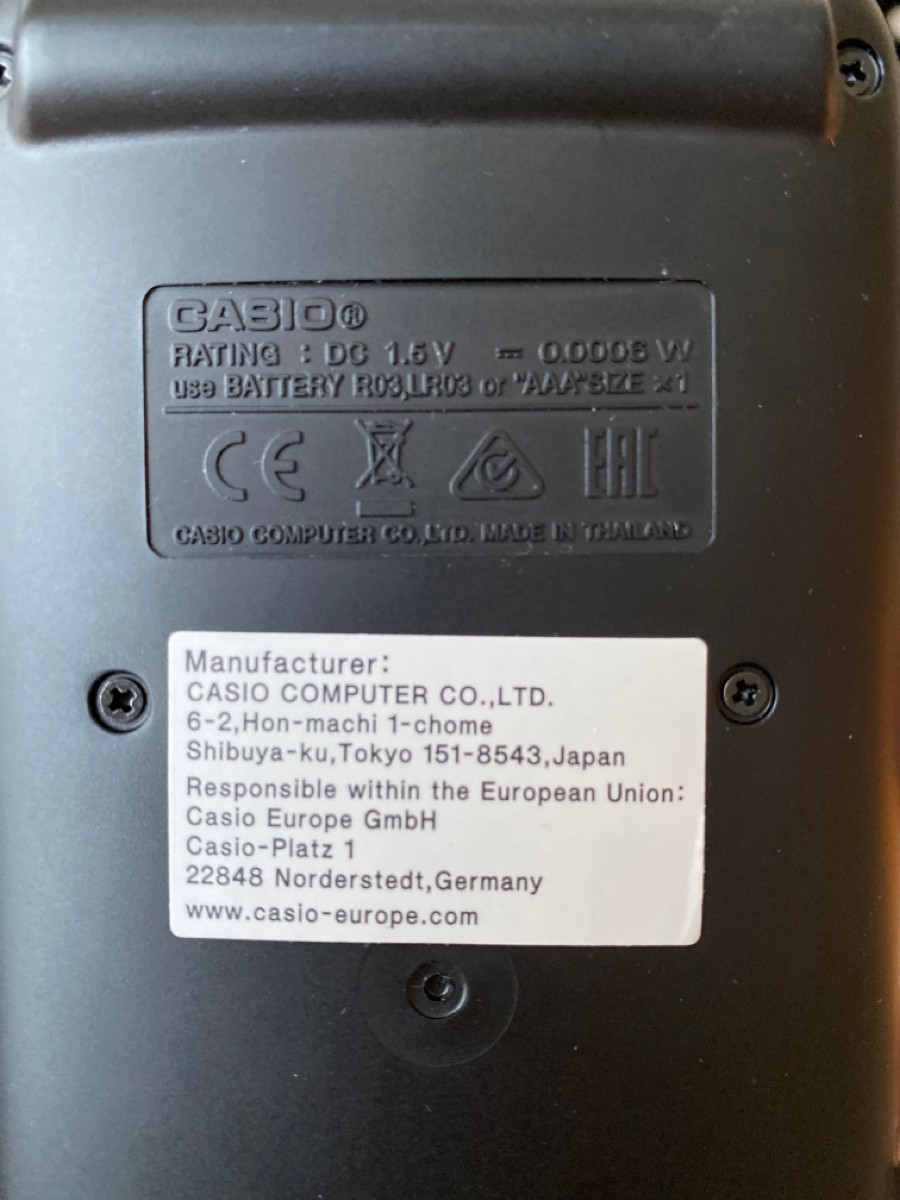 CASIO®
RATING : DC 1.5 V ⎓ 0.0006 W
use BATTERY R03,LR03 or "AAA"SIZE ×1
CE EAC
CASIO COMPUTER CO.,LTD. MADE IN THAILAND
Manufacturer:
CASIO COMPUTER CO.,LTD.
6-2,Hon-machi 1-chome
Shibuya-ku,Tokyo 151-8543,Japan
Responsible within the European Union:
Casio Europe GmbH
Casio-Platz 1
22848 Norderstedt,Germany
www.casio-europe.com